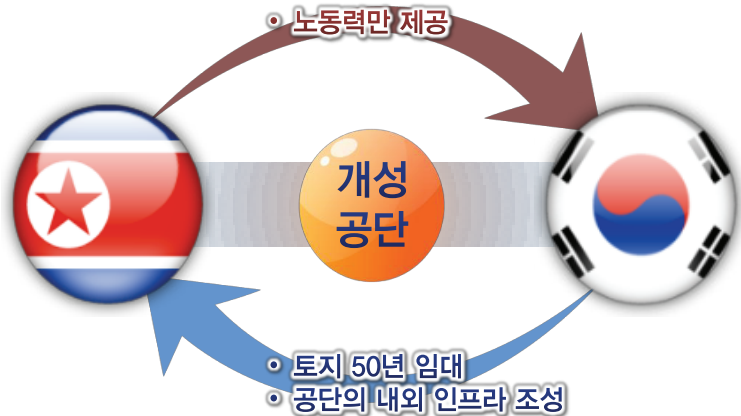 • 노동력만 제공
개성
공단
• 토지 50년 임대
• 공단의 내외 인프라 조성